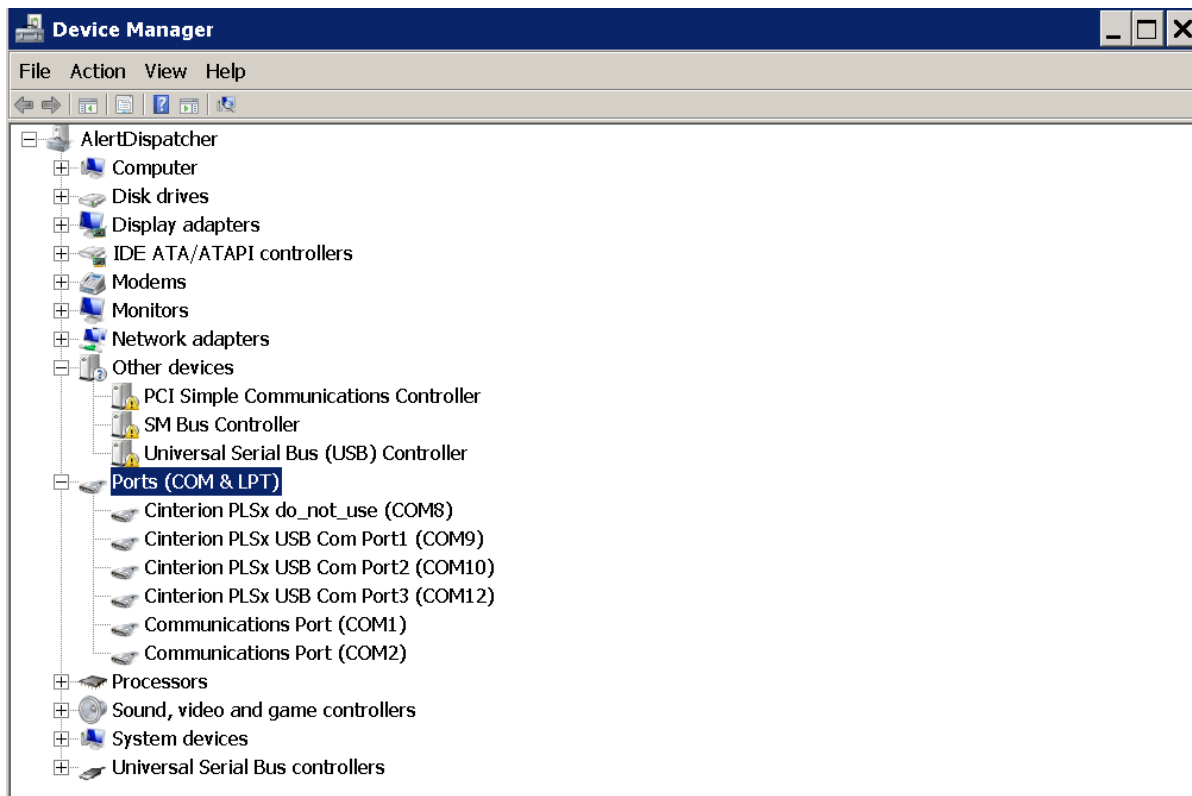 Device Manager
File Action View Help
AlertDispatcher
Computer
Disk drives
Display adapters
IDE ATA/ATAPI controllers
Modems
Monitors
Network adapters
Other devices
PCI Simple Communications Controller
SM Bus Controller
Universal Serial Bus (USB) Controller
Ports (COM & LPT)
Cinterion PLSx do_not_use (COM8)
Cinterion PLSx USB Com Port1 (COM9)
Cinterion PLSx USB Com Port2 (COM10)
Cinterion PLSx USB Com Port3 (COM12)
Communications Port (COM1)
Communications Port (COM2)
Processors
Sound, video and game controllers
System devices
Universal Serial Bus controllers